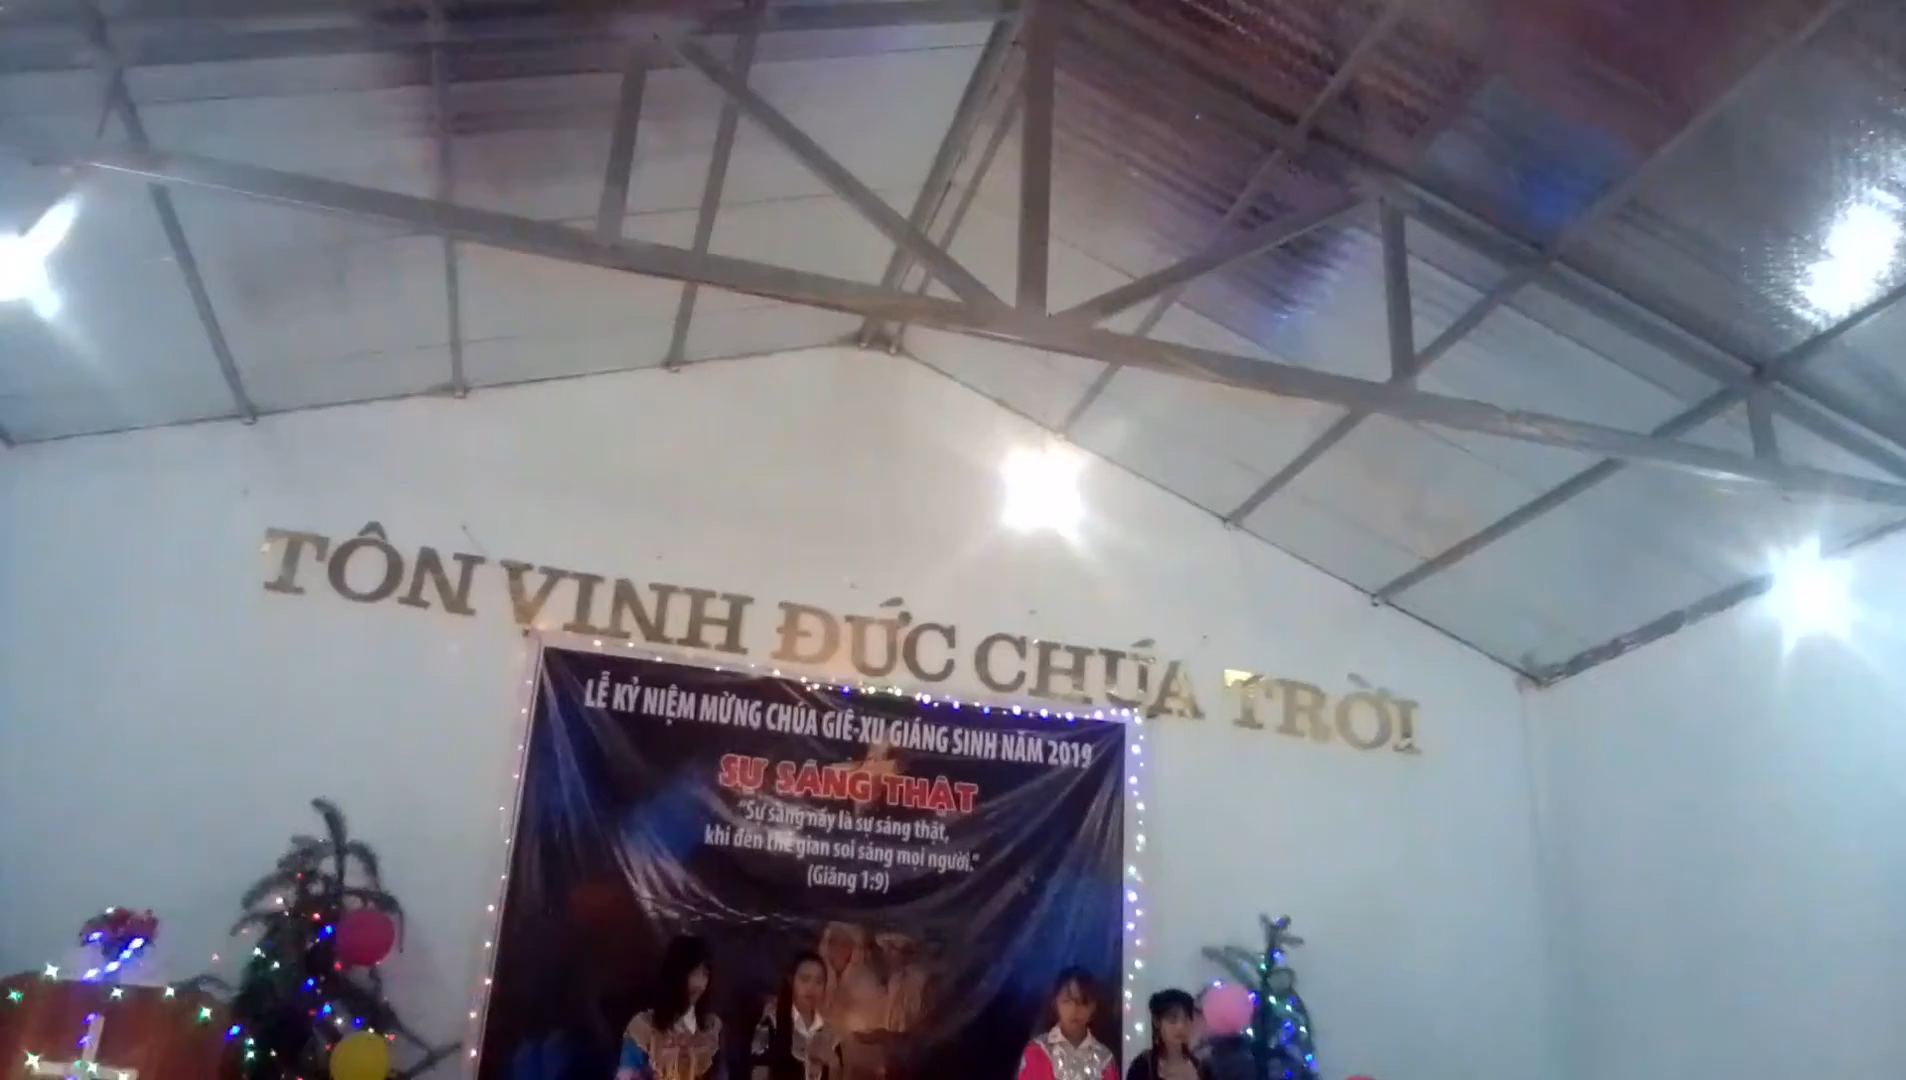 TÔN VINH ĐỨC CHÚA TRỜI
LỄ KỶ NIỆM MỪNG CHÚA GIÊ-XU GIÁNG SINH NĂM 2019
SỰ SÁNG THẬT
"Sự sáng nầy là sự sáng thật,
khi đến thế gian soi sáng mọi người."
(Giăng 1:9)